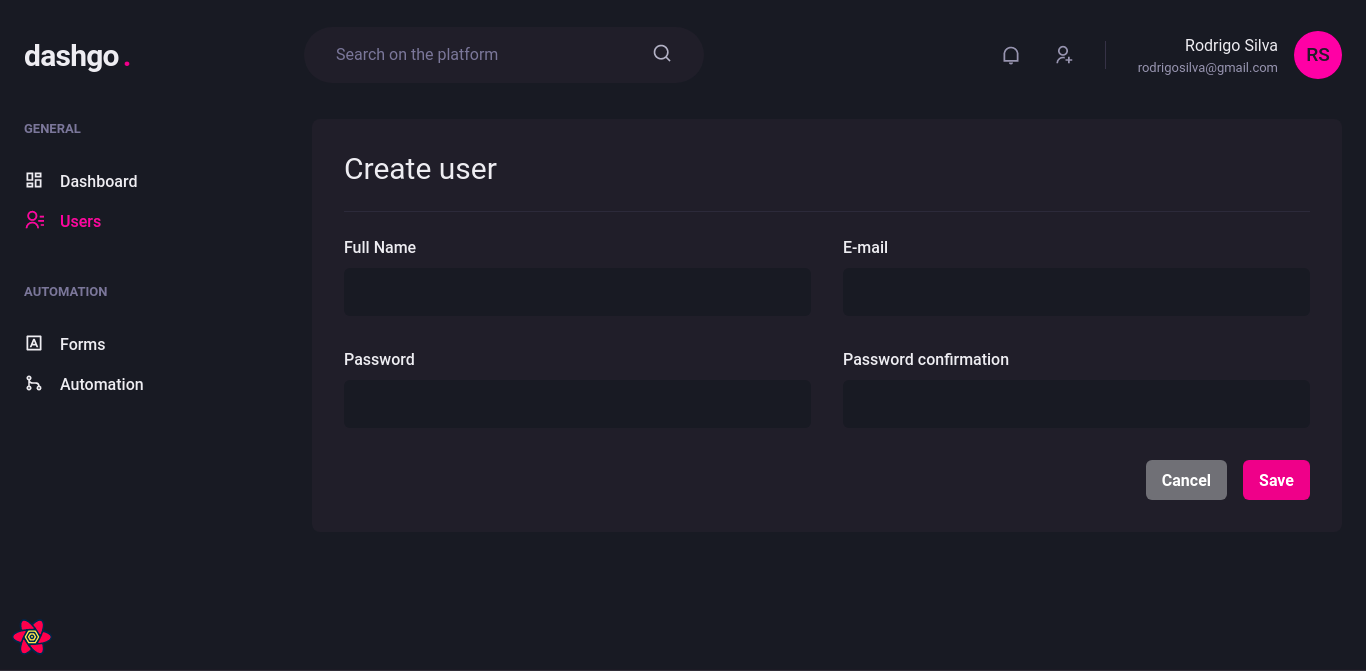 dashgo.
Search on the platform
Rodrigo Silva
rodrigosilva@gmail.com
RS
GENERAL
Dashboard
Users
AUTOMATION
Forms
Automation
Create user
Full Name
E-mail
Password
Password confirmation
Cancel
Save